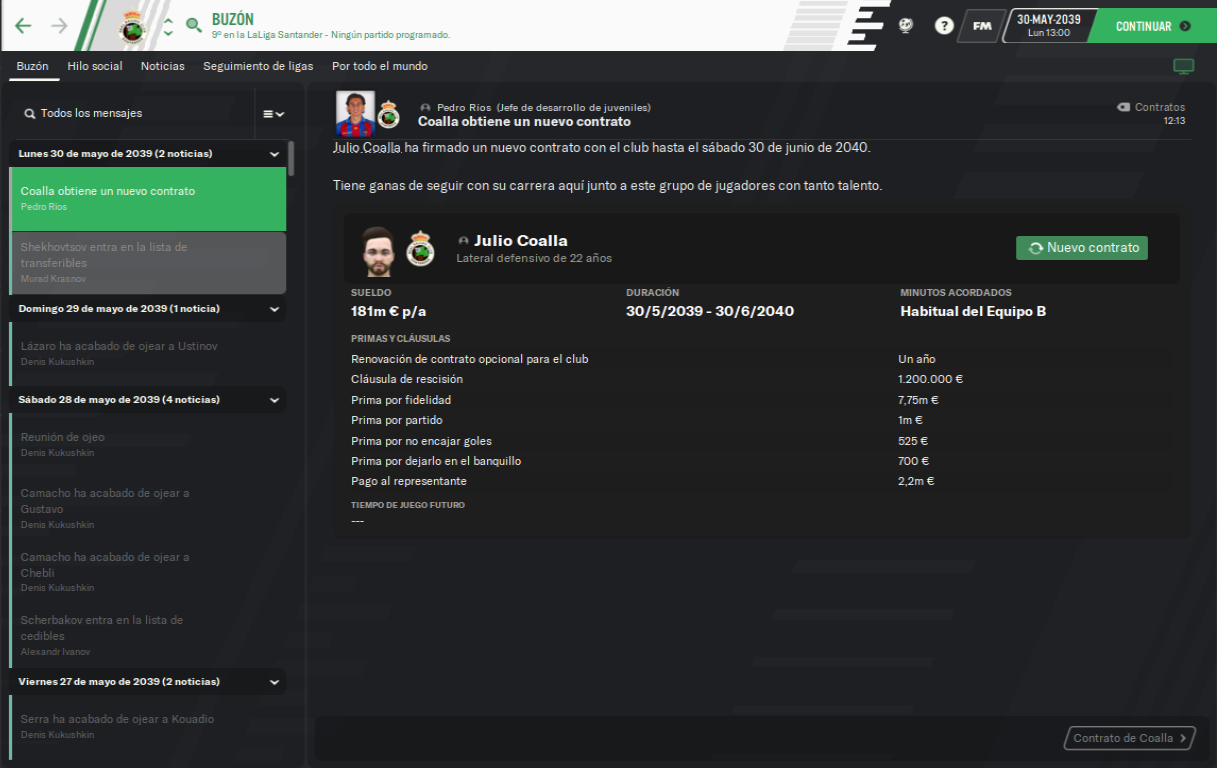 BUZÓN
9º en la LaLiga Santander - Ningún partido programado.
?
FM
30-MAY-2039
Lun 13:00
CONTINUAR
Buzón
Hilo social
Noticias
Seguimiento de ligas
Por todo el mundo
Todos los mensajes
Lunes 30 de mayo de 2039 (2 noticias)
Coalla obtiene un nuevo contrato
Pedro Rios
Shekhovtsov entra en la lista de
transferibles
Murad Krasnov
Domingo 29 de mayo de 2039 (1 noticia)
Lázaro ha acabado de ojear a Ustinov
Denis Kukushkin
Sábado 28 de mayo de 2039 (4 noticias)
Reunión de ojeo
Denis Kukushkin
Camacho ha acabado de ojear a
Gustavo
Denis Kukushkin
Camacho ha acabado de ojear a
Chebli
Denis Kukushkin
Scherbakov entra en la lista de
cedibles
Alexandr Ivanov
Viernes 27 de mayo de 2039 (2 noticias)
Serra ha acabado de ojear a Kouadio
Denis Kukushkin
Pedro Rios (Jefe de desarrollo de juveniles)
Coalla obtiene un nuevo contrato
Contratos
12:13
Julio Coalla ha firmado un nuevo contrato con el club hasta el sábado 30 de junio de 2040.
Tiene ganas de seguir con su carrera aquí junto a este grupo de jugadores con tanto talento.
Julio Coalla
Lateral defensivo de 22 años
Nuevo contrato
SUELDO
181m € p/a
DURACIÓN
30/5/2039 - 30/6/2040
MINUTOS ACORDADOS
Habitual del Equipo B
PRIMAS Y CLÁUSULAS
Renovación de contrato opcional para el club Un año
Cláusula de rescisión 1.200.000 €
Prima por fidelidad 7,75m €
Prima por partido 1m €
Prima por no encajar goles 525 €
Prima por dejarlo en el banquillo 700 €
Pago al representante 2,2m €
TIEMPO DE JUEGO FUTURO
---
Contrato de Coalla